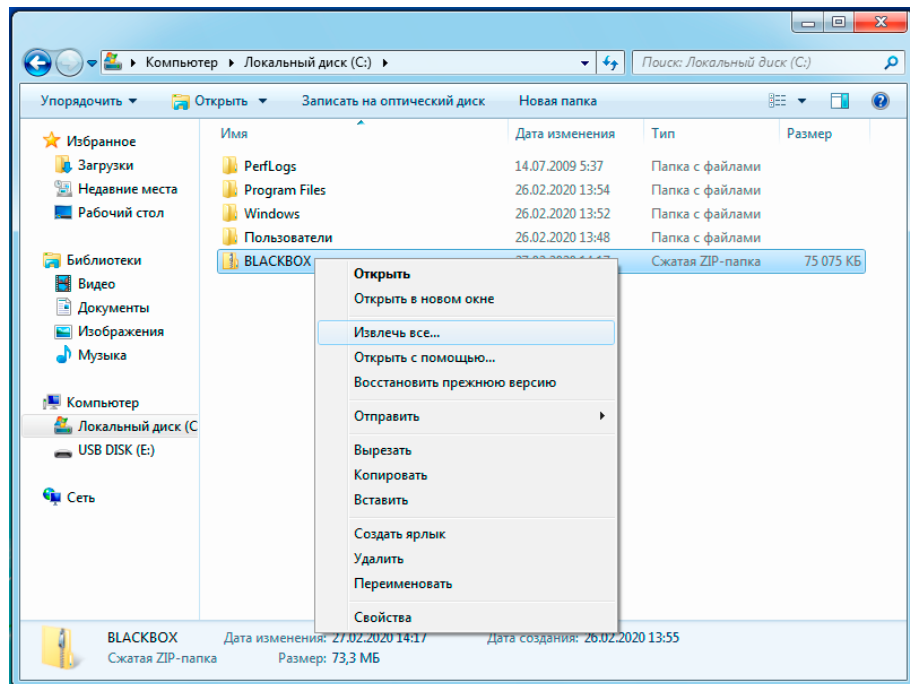 Компьютер Локальный диск (C:) Поиск: Локальный диск (C:)
Упорядочить Открыть Записать на оптический диск Новая папка
Избранное
Загрузки
Недавние места
Рабочий стол
Библиотеки
Видео
Документы
Изображения
Музыка
Компьютер
Локальный диск (C
USB DISK (E:)
Сеть
Имя Дата изменения Тип Размер
PerfLogs 14.07.2009 5:37 Папка с файлами
Program Files 26.02.2020 13:54 Папка с файлами
Windows 26.02.2020 13:52 Папка с файлами
Пользователи 26.02.2020 13:48 Папка с файлами
BLACKBOX 27.02.2020 14:17 Сжатая ZIP-папка 75 075 КБ
Открыть
Открыть в новом окне
Извлечь все...
Открыть с помощью...
Восстановить прежнюю версию
Отправить
Вырезать
Копировать
Вставить
Создать ярлык
Удалить
Переименовать
Свойства
BLACKBOX Дата изменения: 27.02.2020 14:17 Дата создания: 26.02.2020 13:55
Сжатая ZIP-папка Размер: 73,3 МБ